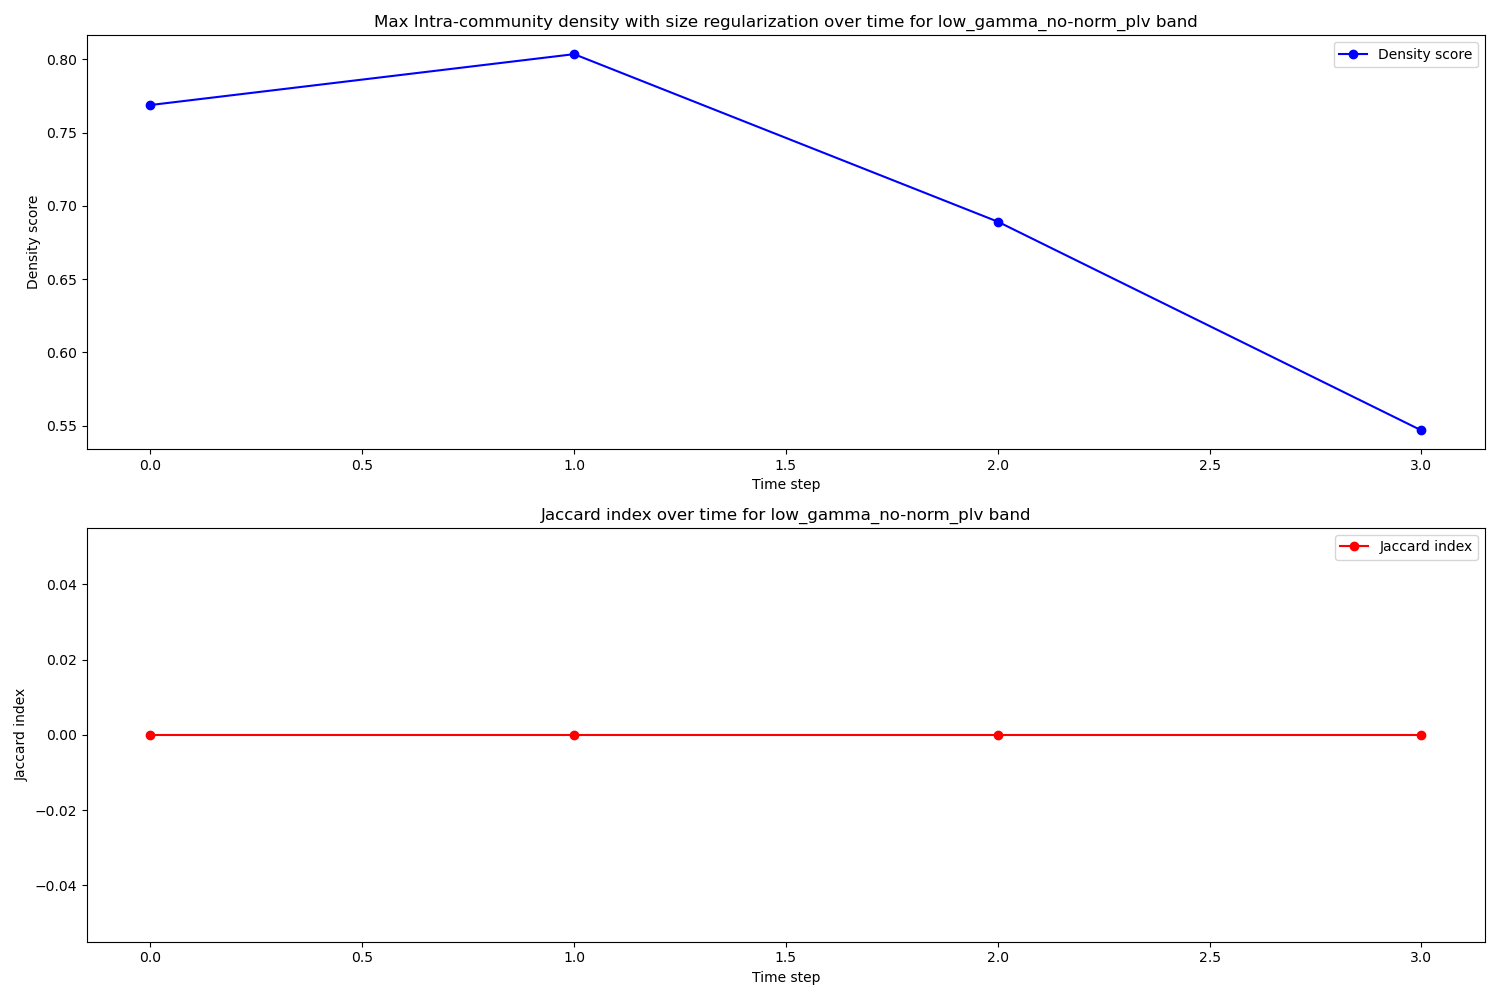 Max Intra-community density with size regularization over time for low_gamma_no-norm_plv band
Density score
Density score
0.80
0.75
0.70
0.65
0.60
0.55
0.0 0.5 1.0 1.5 2.0 2.5 3.0
Time step
Jaccard index over time for low_gamma_no-norm_plv band
Jaccard index
Jaccard index
0.04
0.02
0.00
−0.02
−0.04
0.0 0.5 1.0 1.5 2.0 2.5 3.0
Time step